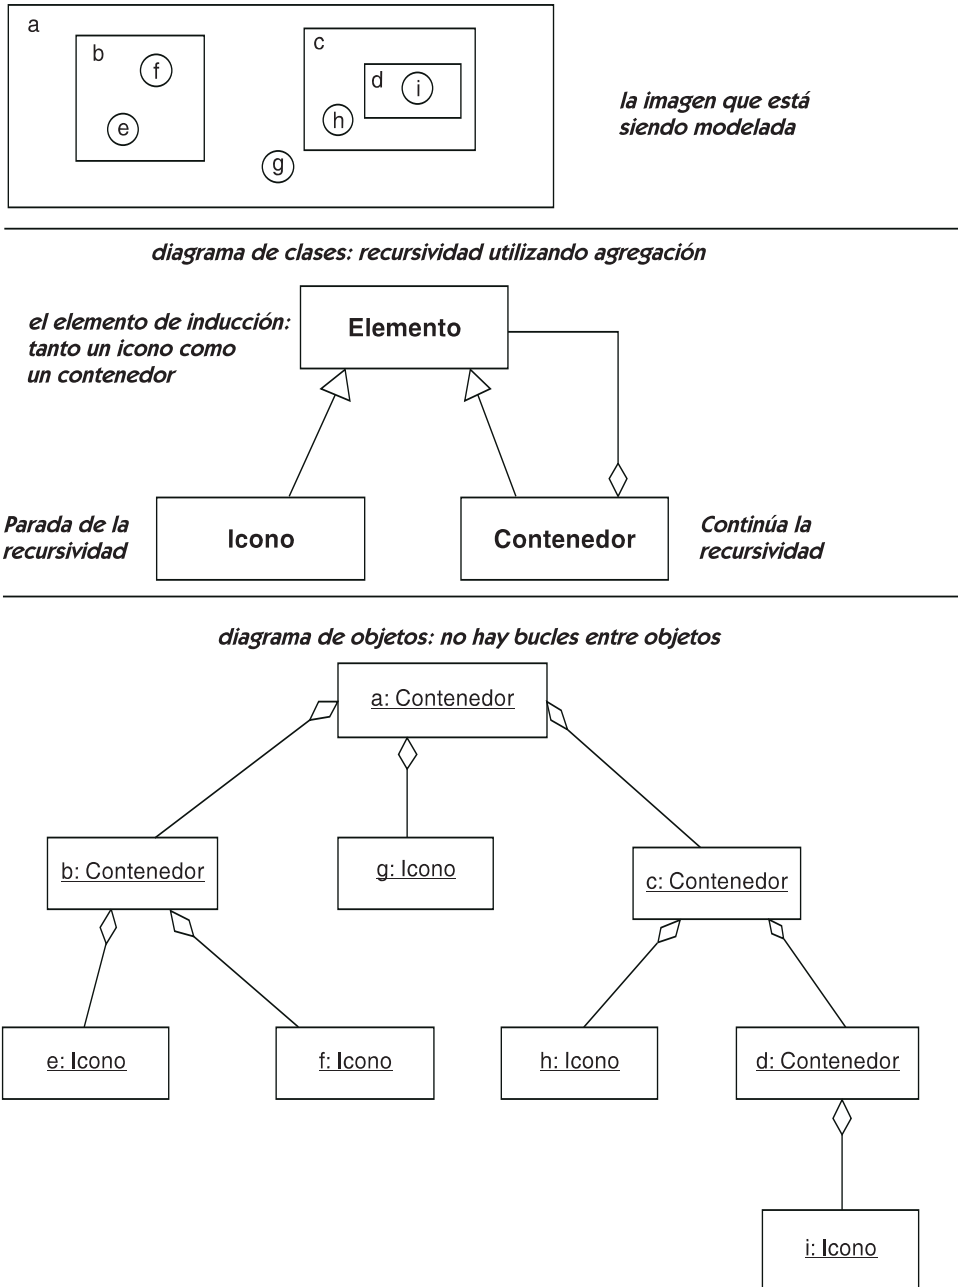 a
b
f
e
c
d
i
h
g
la imagen que está
siendo modelada
diagrama de clases: recursividad utilizando agregación
el elemento de inducción:
tanto un icono como
un contenedor
Elemento
Parada de la
recursividad
Icono
Contenedor
Continúa la
recursividad
diagrama de objetos: no hay bucles entre objetos
a: Contenedor
b: Contenedor
g: Icono
c: Contenedor
e: Icono
f: Icono
h: Icono
d: Contenedor
i: Icono